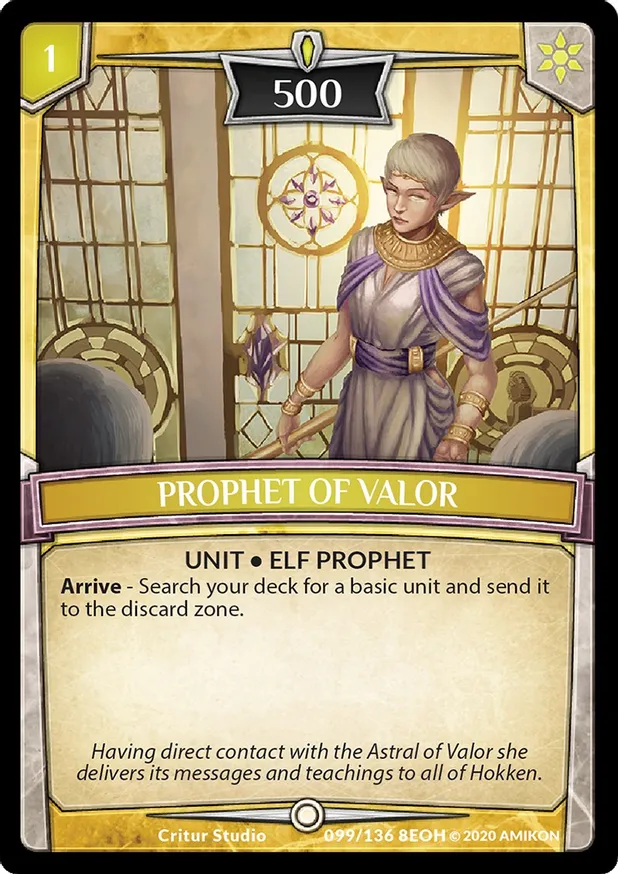 1
500
PROPHET OF VALOR
UNIT • ELF PROPHET
Arrive - Search your deck for a basic unit and send it
to the discard zone.
Having direct contact with the Astral of Valor she
delivers its messages and teachings to all of Hokken.
Critur Studio 099/136 8EOH © 2020 AMIKON